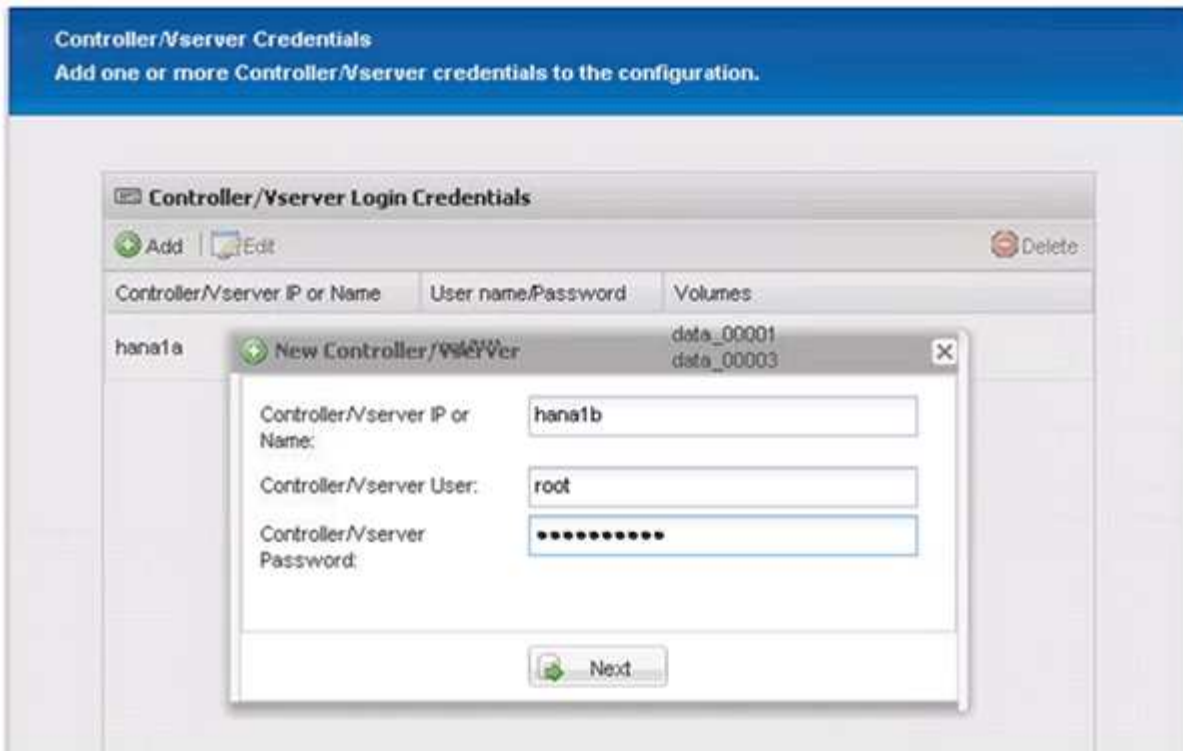 Controller/Vserver Credentials
Add one or more Controller/Vserver credentials to the configuration.
Controller/Vserver Login Credentials
Add Edit Delete
Controller/Vserver IP or Name User name/Password Volumes
hana1a data_00001
data_00003
New Controller/Vserver
Controller/Vserver IP or
Name:
hana1b
Controller/Vserver User: root
Controller/Vserver
Password:
••••••••••
Next